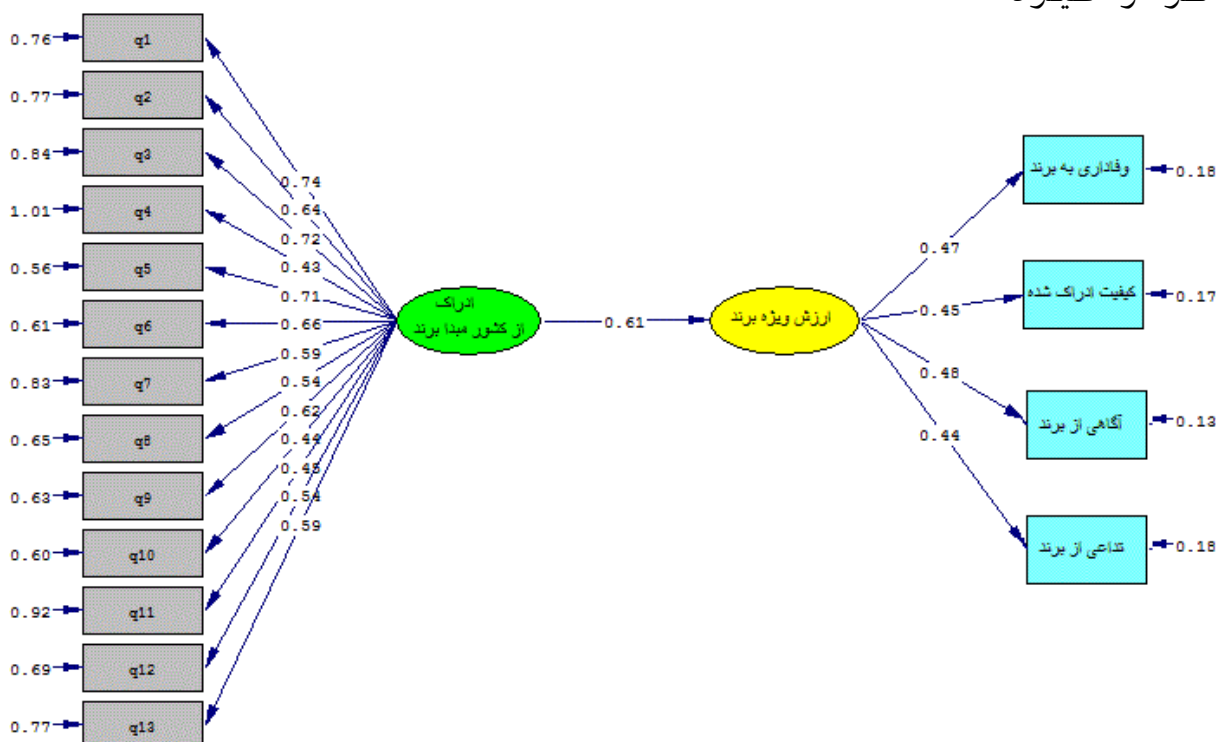 0.76 q1
0.77 q2
0.84 q3
1.01 q4
0.56 q5
0.61 q6
0.83 q7
0.65 q8
0.63 q9
0.60 q10
0.92 q11
0.69 q12
0.77 q13
0.74
0.64
0.72
0.43
0.71
0.66
0.59
0.54
0.62
0.44
0.45
0.54
0.59
ادراک
از کشور مبدا برند
0.61
ارزش ویژه برند
0.47
0.45
0.48
0.44
وفاداری به برند 0.18
کیفیت ادراک شده 0.17
آگاهی از برند 0.13
تداعی از برند 0.18